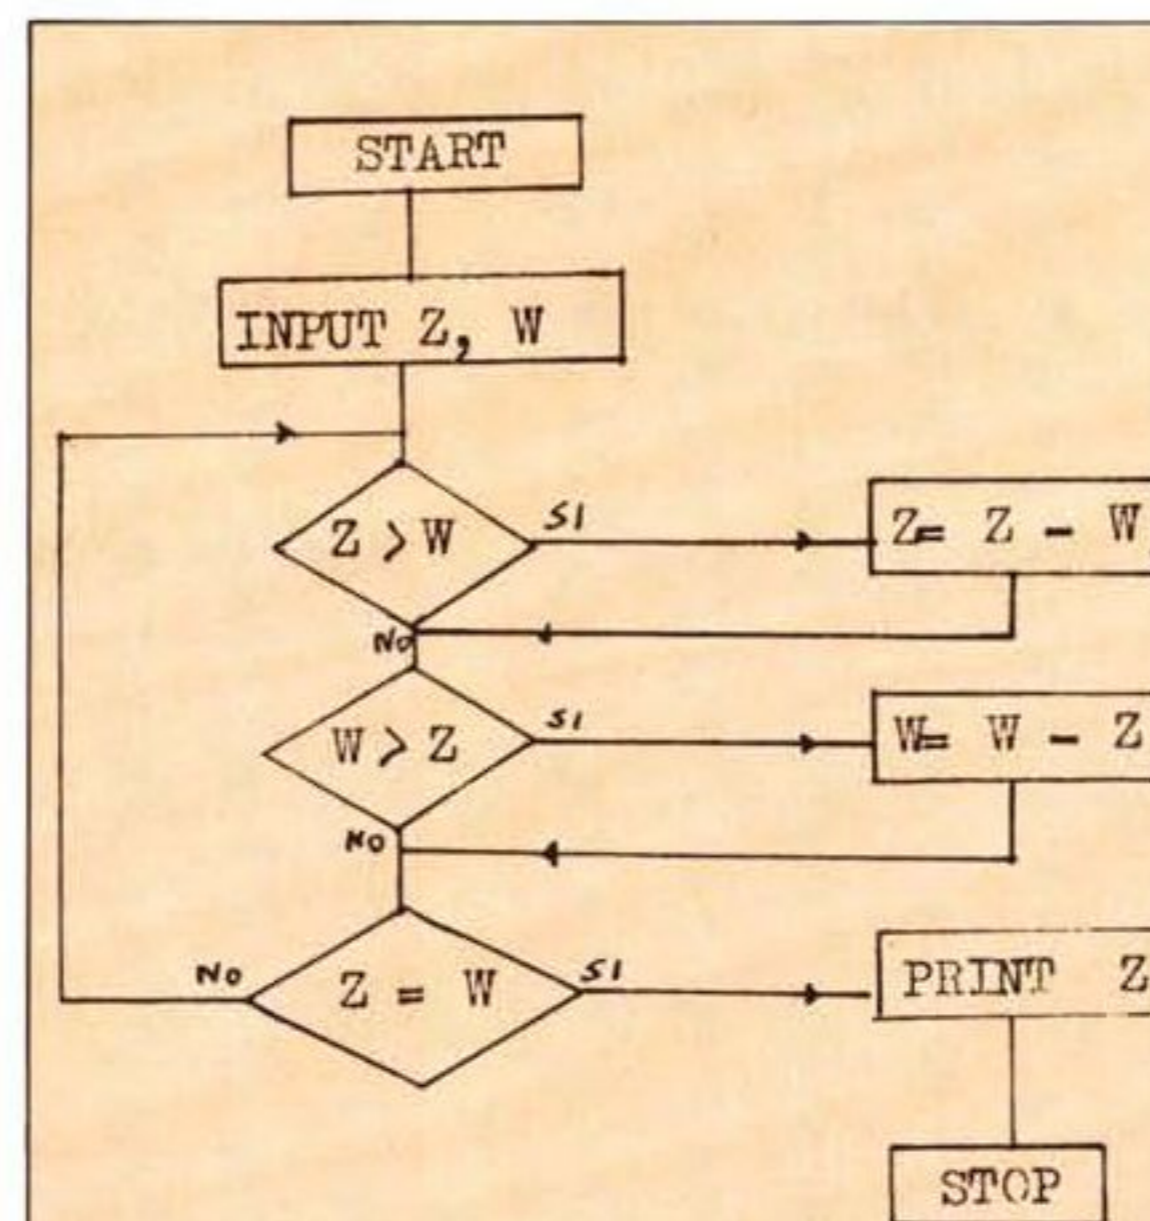 START
INPUT Z, W
Z > W
SI
Z= Z - W
NO
W > Z
SI
W= W - Z
NO
NO
Z = W
SI
PRINT Z
STOP